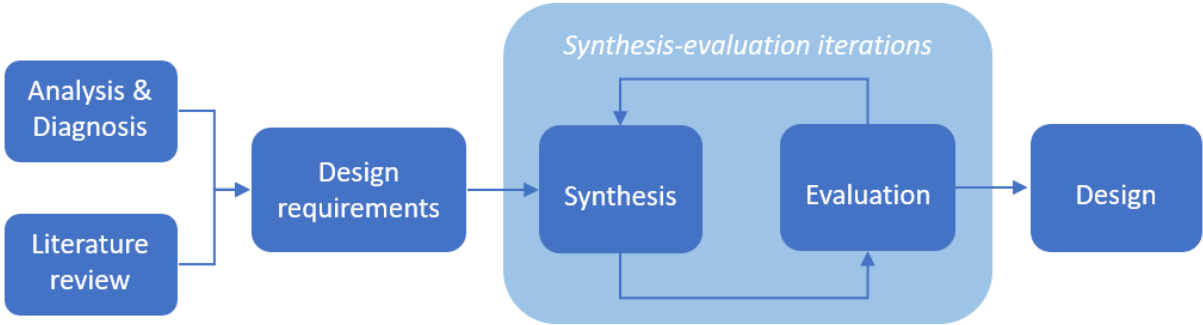 Synthesis-evaluation iterations
Analysis &
Diagnosis
Literature
review
Design
requirements
Synthesis
Evaluation
Design